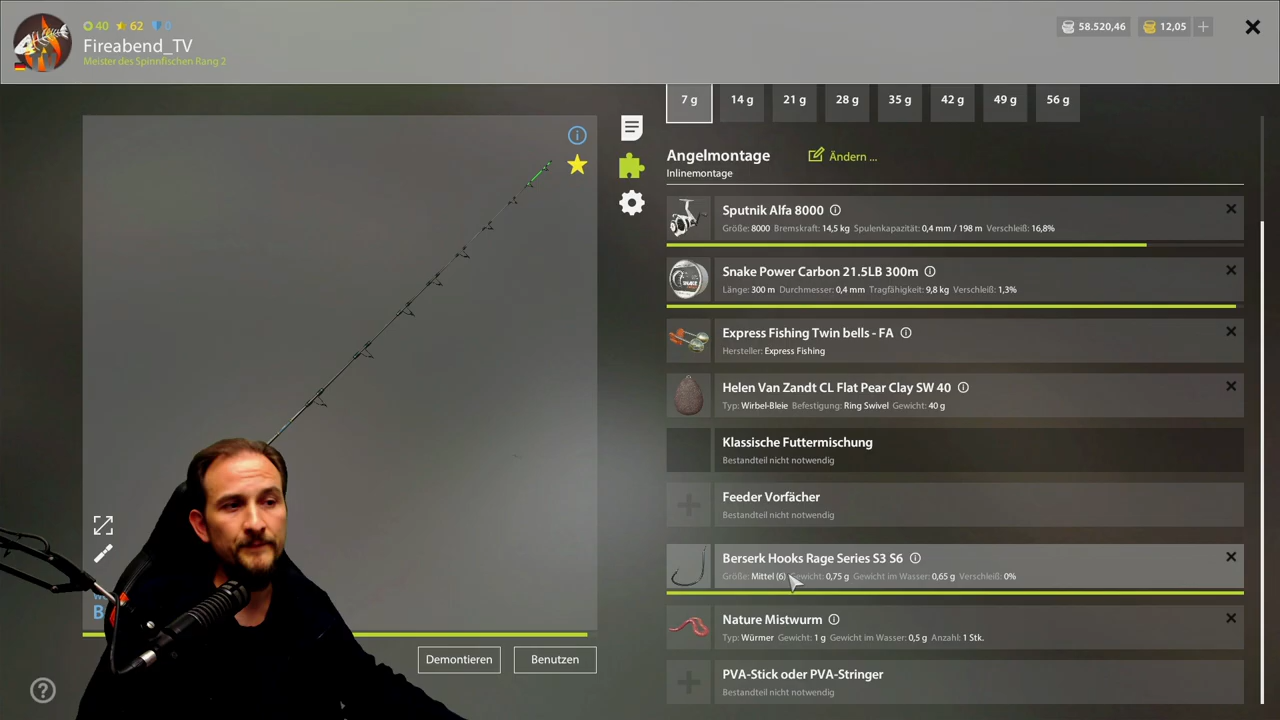 40 62 0
Fireabend_TV
Meister des Spinnfischen Rang 2
58.520,46 12,05
7 g 14 g 21 g 28 g 35 g 42 g 49 g 56 g
Angelmontage Ändern ...
Inlinemontage
Sputnik Alfa 8000
Größe: 8000 Bremskraft: 14,5 kg Spulenkapazität: 0,4 mm / 198 m Verschleiß: 16,8%
Snake Power Carbon 21.5LB 300m
Länge: 300 m Durchmesser: 0,4 mm Tragfähigkeit: 9,8 kg Verschleiß: 1,3%
Express Fishing Twin bells - FA
Hersteller: Express Fishing
Helen Van Zandt CL Flat Pear Clay SW 40
Typ: Wirbel-Bleie Befestigung: Ring Swivel Gewicht: 40 g
Klassische Futtermischung
Bestandteil nicht notwendig
Feeder Vorfächer
Bestandteil nicht notwendig
Berserk Hooks Rage Series S3 S6
Größe: Mittel (6) Gewicht: 0,75 g Gewicht im Wasser: 0,65 g Verschleiß: 0%
Nature Mistwurm
Typ: Würmer Gewicht: 1 g Gewicht im Wasser: 0,5 g Anzahl: 1 Stk.
PVA-Stick oder PVA-Stringer
Bestandteil nicht notwendig
Demontieren Benutzen